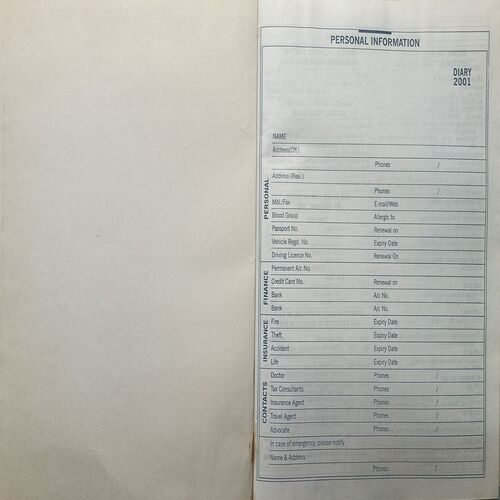 PERSONAL INFORMATION
DIARY
2001
NAME
Address(Off.)
Phones /
Address (Resi.)
Phones /
PERSONAL
Mol./Fax E-mail/Web
Blood Group Allergic to
Passport No. Renewal on
Vehicle Regd. No. Expiry Date
Driving Licence No. Renewal On
FINANCE
Permanent A/c No.
Credit Card No. Renewal on
Bank A/c No.
Bank A/c No.
INSURANCE
Fire Expiry Date
Theft Expiry Date
Accident Expiry Date
Life Expiry Date
CONTACTS
Doctor Phones /
Tax Consultants Phones /
Insurance Agent Phones /
Travel Agent Phones /
Advocate Phones /
In case of emergency, please notify
Name & Address
Phones /